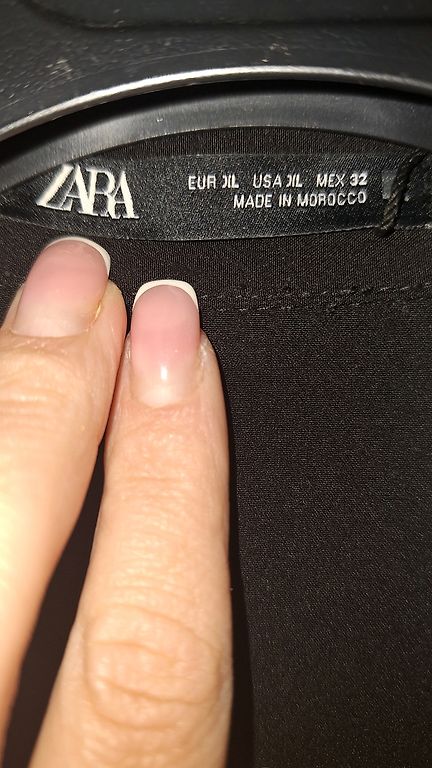 ZARA
EUR XL USA XL MEX 32
MADE IN MOROCCO